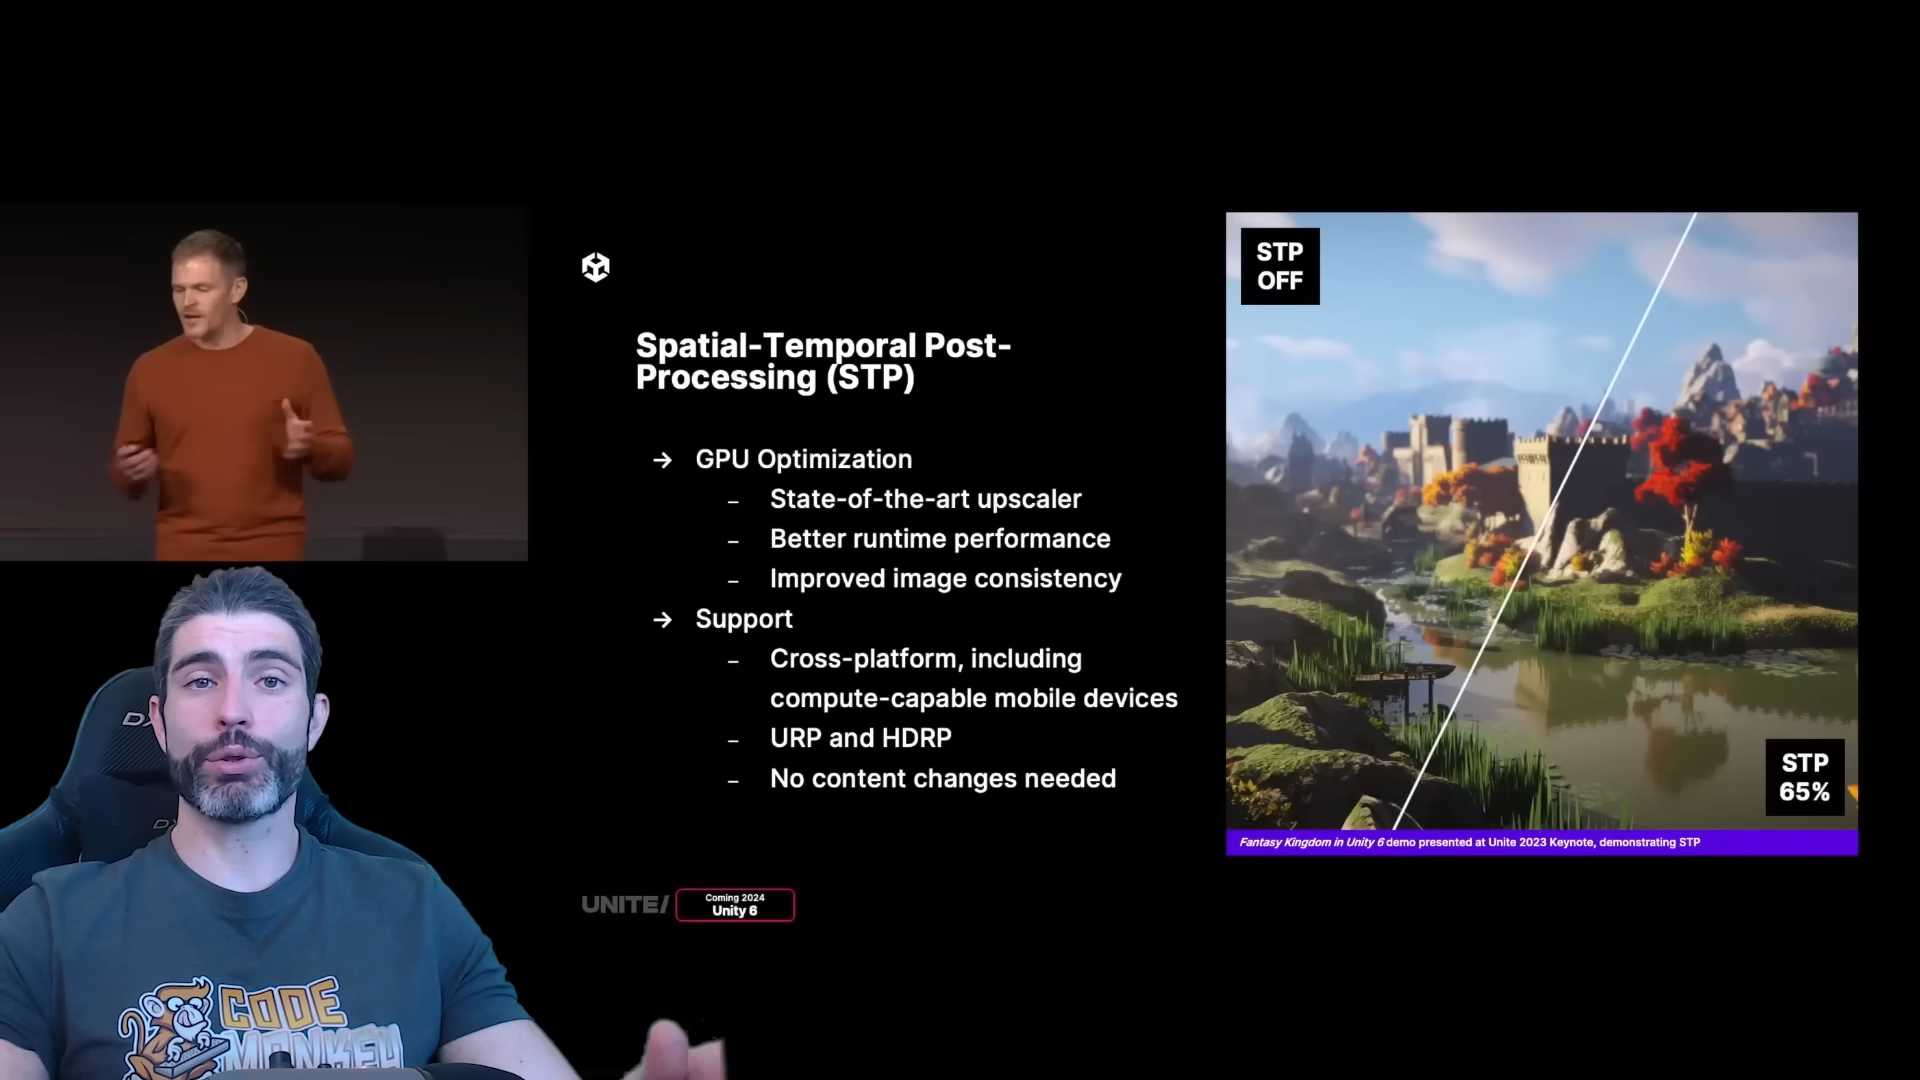 Spatial-Temporal Post-
Processing (STP)
→ GPU Optimization
– State-of-the-art upscaler
– Better runtime performance
– Improved image consistency
→ Support
– Cross-platform, including
compute-capable mobile devices
– URP and HDRP
– No content changes needed
UNITE/
Coming 2024
Unity 6
STP
OFF
STP
65%
Fantasy Kingdom in Unity 6 demo presented at Unite 2023 Keynote, demonstrating STP
CODE
MONKEY